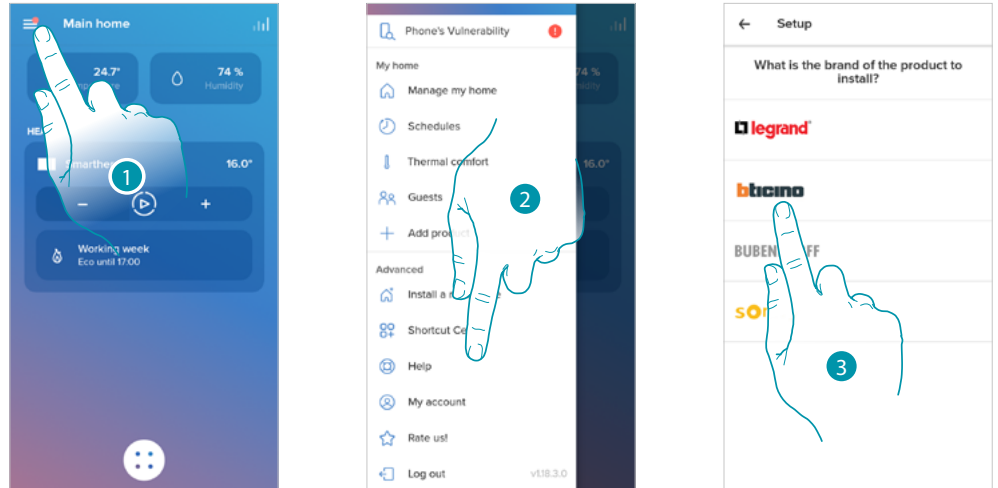 Main home
24.7°
74 %
Humidity
Smarther
16.0°
1
Working week
Eco until 17:00
Phone's Vulnerability
My home
Manage my home
Schedules
Thermal comfort
Guests
Add product
Advanced
Install a
Shortcut
Help
My account
Rate us!
Log out
v1.18.3.0
74 %
16.0°
2
Setup
What is the brand of the product to
install?
legrand
bticino
3